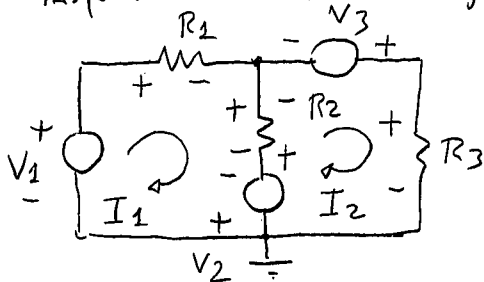 R1
- V3 +
+ -
+ - R2
+
+
V1
-
I1
-
+
-
+
I2
+
R3
-
V2